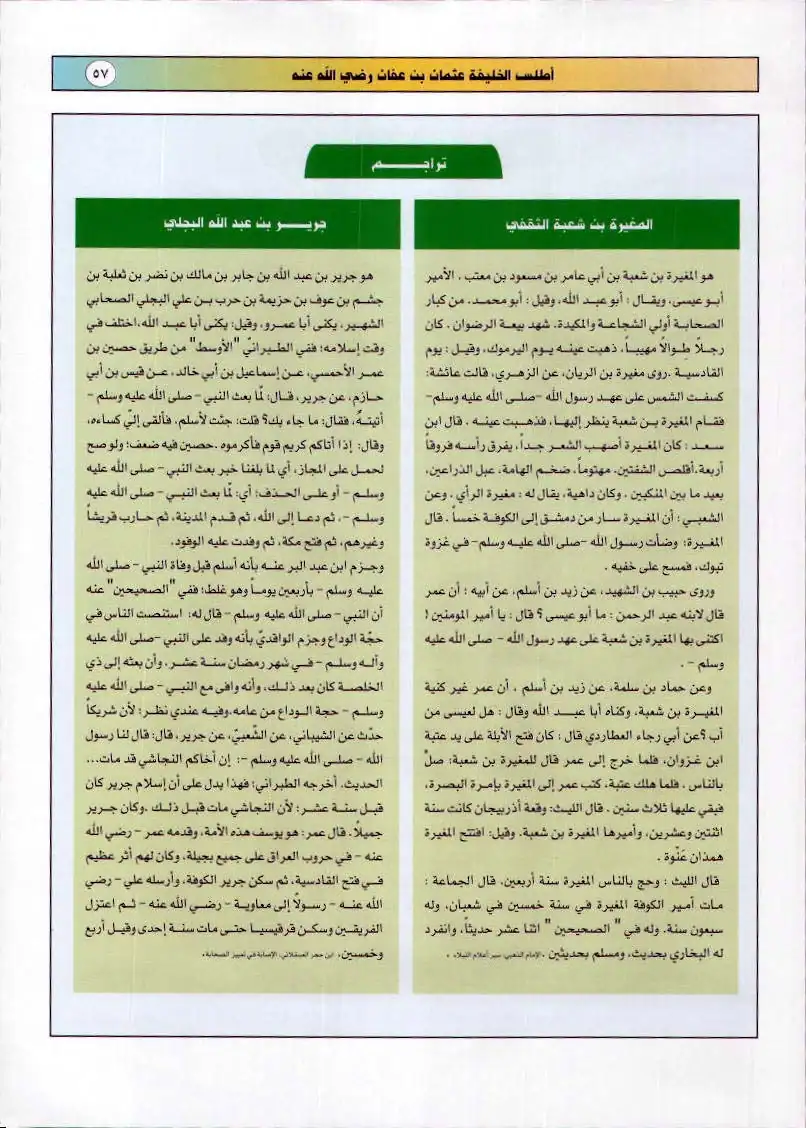 أطلس الخليفة عثمان بن عفان رضي الله عنه
٥٧
تراجـــــــم
المغيرة بن شعبة الثقفي
هو المغيرة بن شعبة بن أبي عامر بن مسعود بن معتب . الأمير
أبو عيسى، ويقال : أبو عبد الله، وقيل : أبو محمد. من كبار
الصحابة أولي الشجاعة والمكيدة. شهد بيعة الرضوان . كان
رجلاً طوالاً مهيباً، ذهبت عينه يوم اليرموك، وقيل : يوم
القادسية .روى مغيرة بن الريان، عن الزهري، قالت عائشة:
كسفت الشمس على عهد رسول الله -صلى الله عليه وسلم-
فقام المغيرة بن شعبة ينظر إليها، فذهبت عينه . قال ابن
سعد : كان المغيرة أصهب الشعر جداً، يفرق رأسه فروقاً
أربعة،أقلص الشفتين. مهتوماً، ضخم الهامة، عبل الذراعين،
بعيد ما بين المنكبين . وكان داهية، يقال له : مغيرة الرأي . وعن
الشعبي : أن المغيرة سار من دمشق إلى الكوفة خمساً . قال
المغيرة: وضأت رسول الله -صلى الله عليه وسلم- في غزوة
تبوك، فمسح على خفيه .
وروى حبيب بن الشهيد، عن زيد بن أسلم، عن أبيه ؛ أن عمر
قال لابنه عبد الرحمن : ما أبو عيسى ؟ قال : يا أمير المومنين !
اكتنى بها المغيرة بن شعبة على عهد رسول الله - صلى الله عليه
وسلم - .
وعن حماد بن سلمة، عن زيد بن أسلم . أن عمر غير كنية
المغيرة بن شعبة، وكناه أبا عبد الله وقال : هل لعيسى من
أب ؟عن أبي رجاء العطاردي قال : كان فتح الأبلة على يد عتبة
ابن غزوان، فلما خرج إلى عمر قال للمغيرة بن شعبة: صلِّ
بالناس . فلما هلك عتبة، كتب عمر إلى المغيرة بإمرة البصرة،
فبقي عليها ثلاث سنين . قال الليث: وقعة أذربيجان كانت سنة
اثنتين وعشرين، وأميرها المغيرة بن شعبة. وقيل: افتتح المغيرة
همذان عَنْوة .
قال الليث : وحج بالناس المغيرة سنة أربعين. قال الجماعة :
مات أمير الكوفة المغيرة في سنة خمسين في شعبان، وله
سبعون سنة. وله في " الصحيحين " اثنا عشر حديثاً، وانفرد
له البخاري بحديث، ومسلم بحديثين .الإمام الذهبي، سير أعلام النبلاء .
جريــــر بن عبد الله البجلي
هو جرير بن عبد الله بن جابر بن مالك بن نضر بن ثعلبة بن
جشم بن عوف بن حزيمة بن حرب بن علي البجلي الصحابي
الشهير، يكنى أبا عمرو، وقيل: يكنى أبا عبد الله،اختلف في
وقت إسلامه؛ ففي الطبرانيّ "الأوسط" من طريق حصين بن
عمر الأحمسي، عن إسماعيل بن أبي خالد، عن قيس بن أبي
حازم، عن جرير، قال: لمّا بعث النبي - صلى الله عليه وسلم -
أتيتهُ، فقال: ما جاء بك؟ قلت: جئت لأسلم، فألقى إليّ كساءه،
وقال: إذا أتاكم كريم قوم فأكرموه .حصين فيه ضعف؛ ولو صح
لحمل على المجاز، أي لما بلغنا خبر بعث النبي - صلى الله عليه
وسلم - أو على الحذف؛ أي: لمّا بعث النبي - صلى الله عليه
وسلم -، ثم دعا إلى الله، ثم قدم المدينة، ثم حارب قريشاً
وغيرهم، ثم فتح مكة، ثم وفدت عليه الوفود.
وجزم ابن عبد البر عنه بأنه أسلم قبل وفاة النبي - صلى الله
عليه وسلم - بأربعين يوماً وهو غلط؛ ففي "الصحيحين" عنه
أن النبي - صلى الله عليه وسلم - قال له: استنصت الناس في
حجّة الوداع وجزم الواقديّ بأنه وفد على النبي -صلى الله عليه
وآله وسلم - في شهر رمضان سنة عشر، وأن بعثه إلى ذي
الخلصة كان بعد ذلك، وأنه وافى مع النبي - صلى الله عليه
وسلم - حجة الوداع من عامه.وفيه عندي نظر؛ لأن شريكاً
حدّث عن الشيباني، عن الشَّعبيّ، عن جرير، قال: قال لنا رسول
الله - صلى الله عليه وسلم -: إن أخاكم النجاشي قد مات...
الحديث. أخرجه الطبراني؛ فهذا يدل على أن إسلام جرير كان
قبل سنة عشر؛ لأن النجاشي مات قبل ذلك .وكان جرير
جميلاً. قال عمر: هو يوسف هذه الأمة، وقدمه عمر - رضي الله
عنه - في حروب العراق على جميع بجيلة، وكان لهم أثر عظيم
في فتح القادسية، ثم سكن جرير الكوفة، وأرسله علي - رضي
الله عنه - رسولاً إلى معاوية - رضي الله عنه - ثم اعتزل
الفريقين وسكن قرقيسيا حتى مات سنة إحدى وقيل أربع
وخمسين. ابن حجر العسقلاني، الإصابة في تمييز الصحابة.